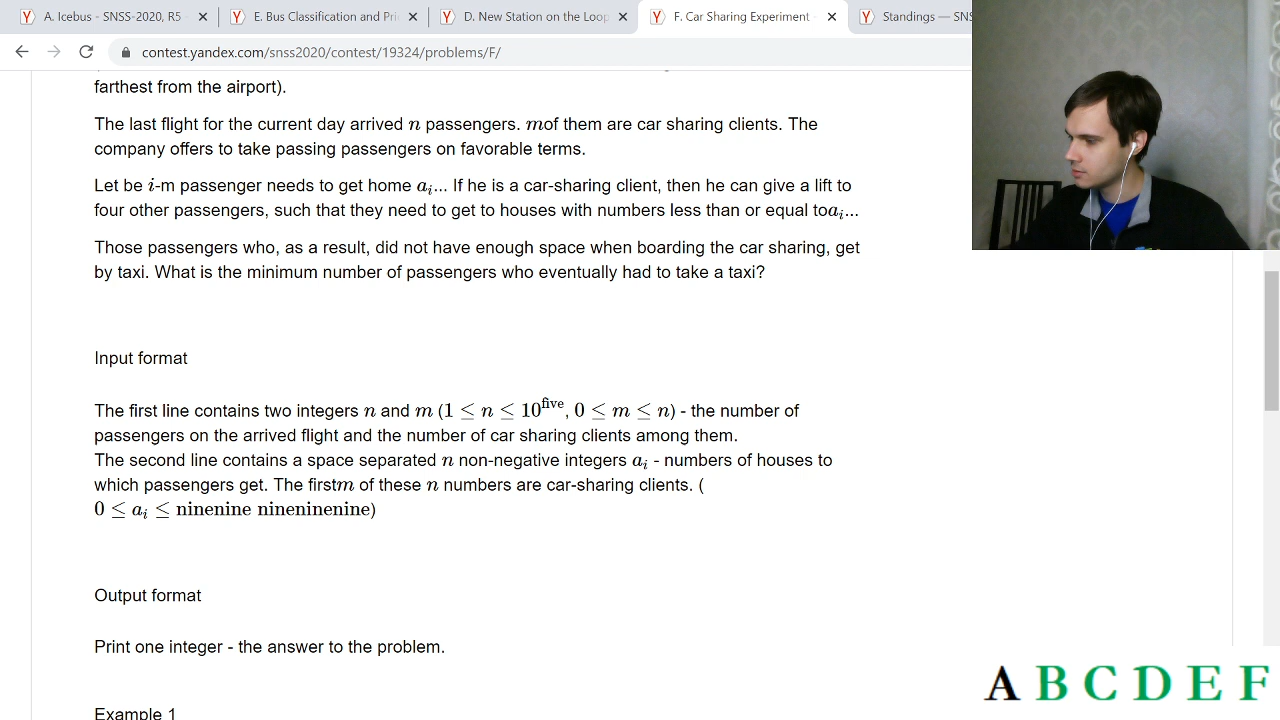 A. Icebus - SNSS-2020, R5 -
E. Mass Classification and Pri
D. New Station on the Loop
F. Car Sharing Experiment -
Standings — SNS
contest.yandex.com/snss2020/contest/19324/problems/F/
farthest from the airport).
The last flight for the current day arrived n passengers. mof them are car sharing clients. The
company offers to take passing passengers on favorable terms.
Let be i-m passenger needs to get home aᵢ... If he is a car-sharing client, then he can give a lift to
four other passengers, such that they need to get to houses with numbers less than or equal toaᵢ...
Those passengers who, as a result, did not have enough space when boarding the car sharing, get
by taxi. What is the minimum number of passengers who eventually had to take a taxi?
Input format
The first line contains two integers n and m (1 ≤ n ≤ 10^five, 0 ≤ m ≤ n) - the number of
passengers on the arrived flight and the number of car sharing clients among them.
The second line contains a space separated n non-negative integers aᵢ - numbers of houses to
which passengers get. The firstm of these n numbers are car-sharing clients. (
0 ≤ aᵢ ≤ ninenine nineninenine)
Output format
Print one integer - the answer to the problem.
Example 1
A B C D E F